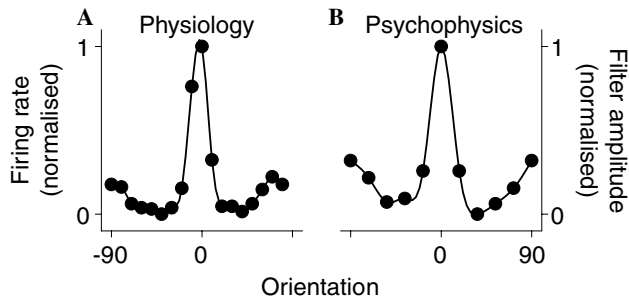 A
Physiology
Firing rate
(normalised)
1
0
-90
0
B
Psychophysics
1
0
0
90
Filter amplitude
(normalised)
Orientation